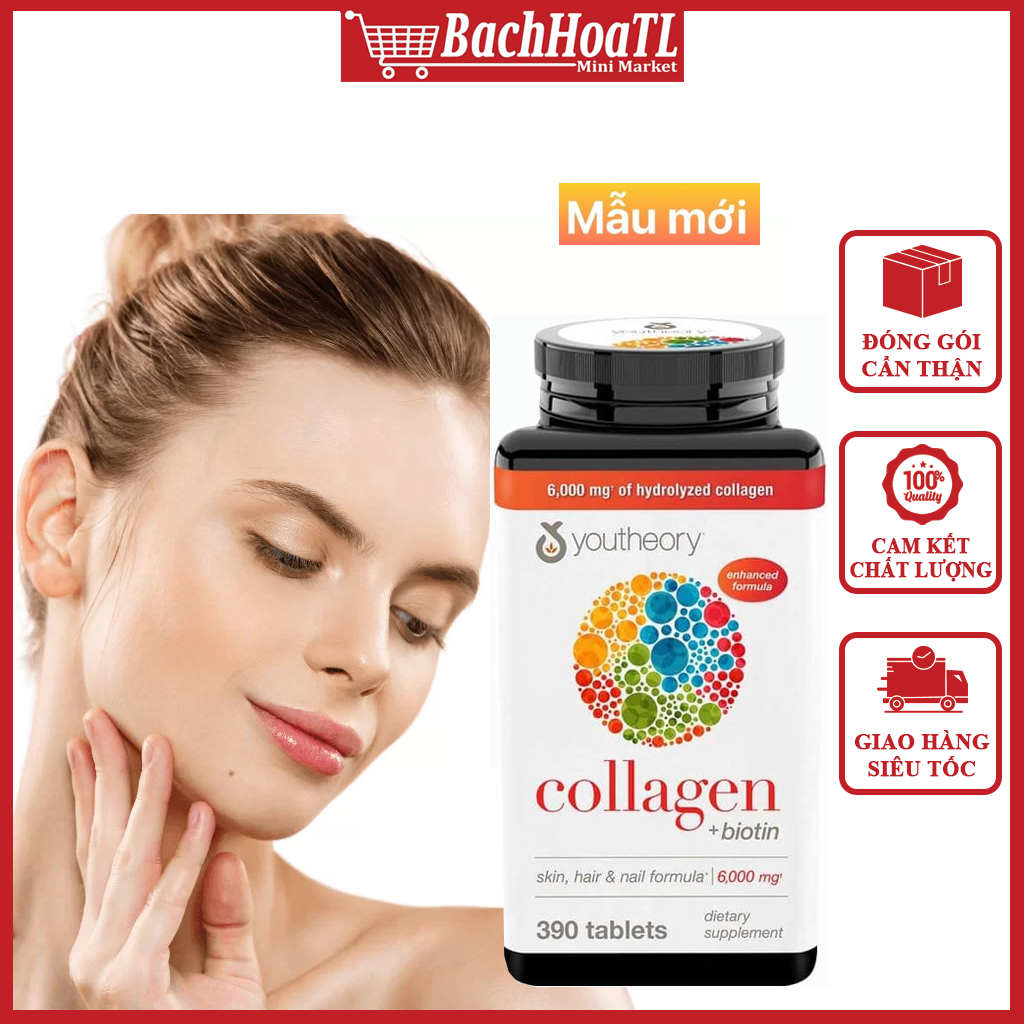 BachHoaTL
Mini Market
Mẫu mới
youtheory
6,000 mg† of hydrolyzed collagen
youtheory™
enhanced
formula
collagen
+biotin
skin, hair & nail formula* | 6,000 mg†
390 tablets
dietary
supplement
ĐÓNG GÓI
CẨN THẬN
100%
Quality
CAM KẾT
CHẤT LƯỢNG
GIAO HÀNG
SIÊU TỐC